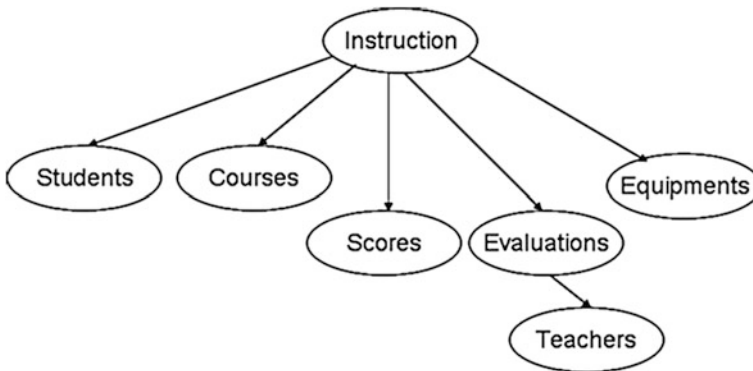 Instruction
Students
Courses
Equipments
Scores
Evaluations
Teachers